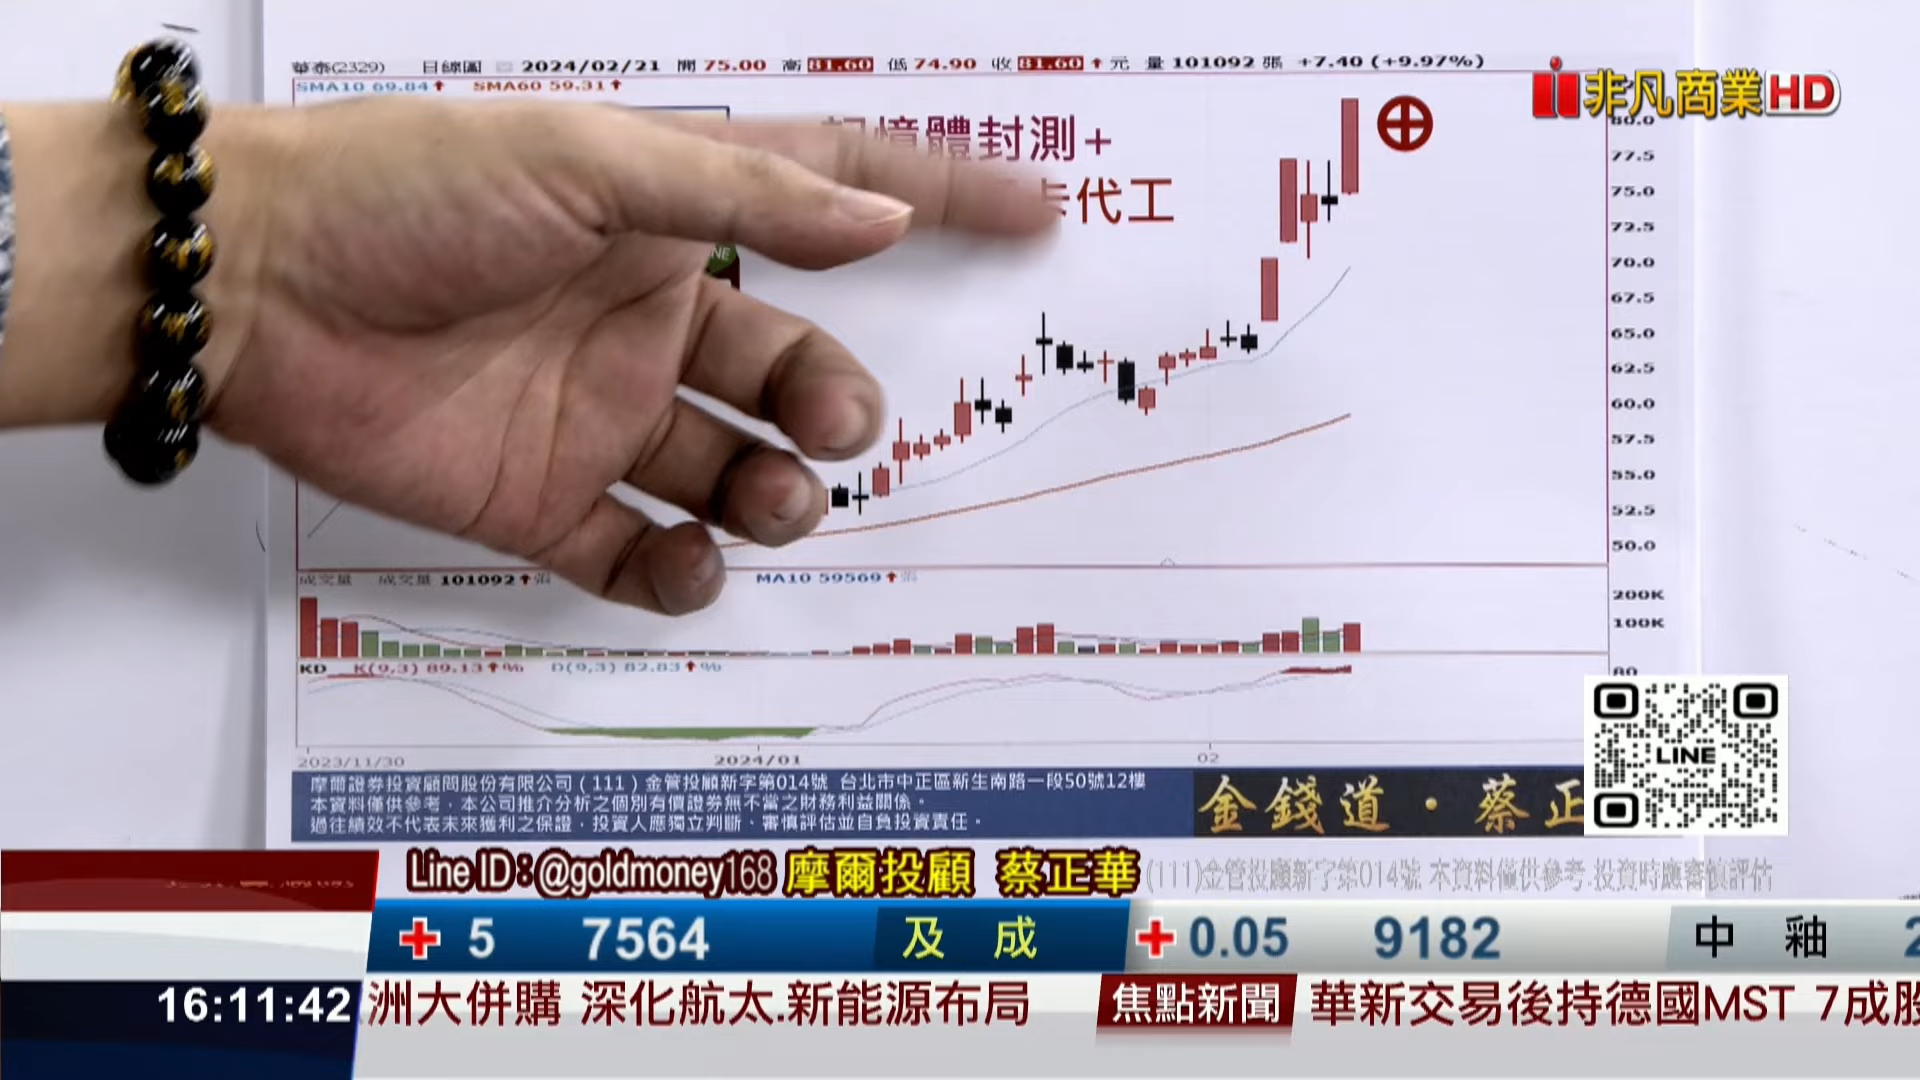 華泰(2329) 日線圖 2024/02/21 開 75.00 高 81.60 低 74.90 收 81.60 元 量 101092 張 +7.40 (+9.97%)
SMA10 69.84 SMA60 59.31
非凡商業HD
憶體封測+
卡代工
80.0
77.5
75.0
72.5
70.0
67.5
65.0
62.5
60.0
57.5
55.0
52.5
50.0
成交量 成交量 101092 張 MA10 59569 張
200K
100K
KD K(9,3) 89.13 % D(9,3) 82.83 %
80
2023/11/30 2024/01 02
LINE
摩爾證券投資顧問股份有限公司(111)金管投顧新字第014號 台北市中正區新生南路一段50號12樓
本資料僅供參考，本公司推介分析之個別有價證券無不當之財務利益關係。
過往績效不代表未來獲利之保證，投資人應獨立判斷、審慎評估並自負投資責任。
金錢道·蔡正
Line ID:@goldmoney168 摩爾投顧 蔡正華 (111)金管投顧新字第014號 本資料僅供參考.投資時應審慎評估
+ 5 7564 及成 + 0.05 9182 中釉 2
16:11:42 洲大併購 深化航太.新能源布局 焦點新聞 華新交易後持德國MST 7成股